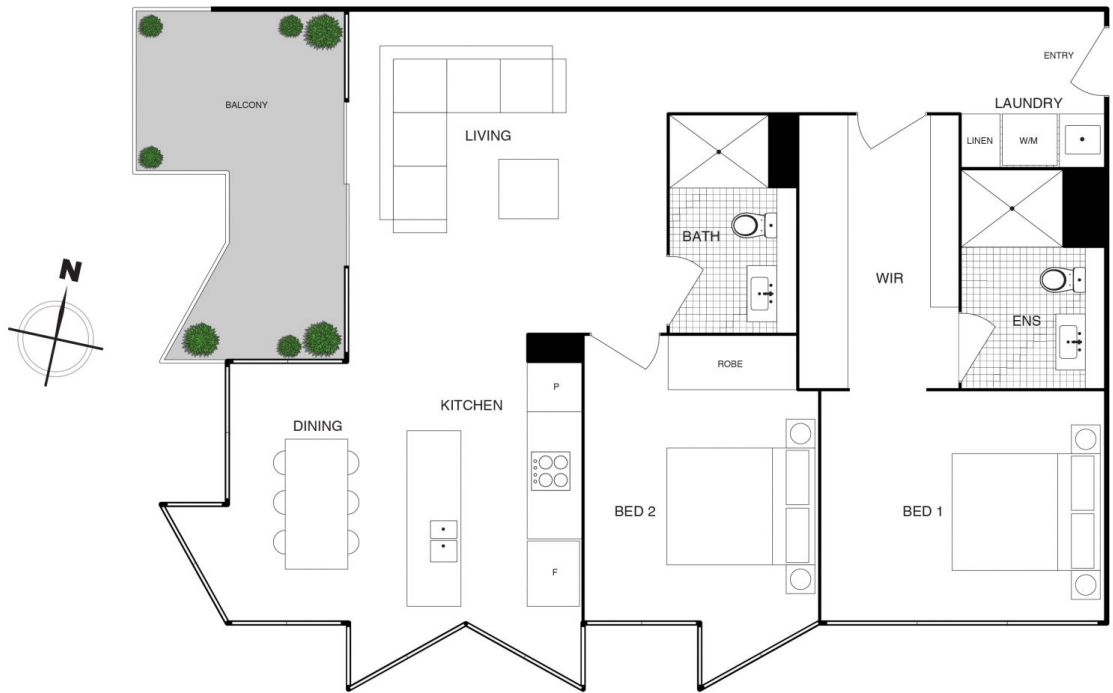 ENTRY
BALCONY
LAUNDRY
LIVING
LINEN
W/M
BATH
WIR
N
ENS
ROBE
P
KITCHEN
DINING
BED 2
BED 1
F